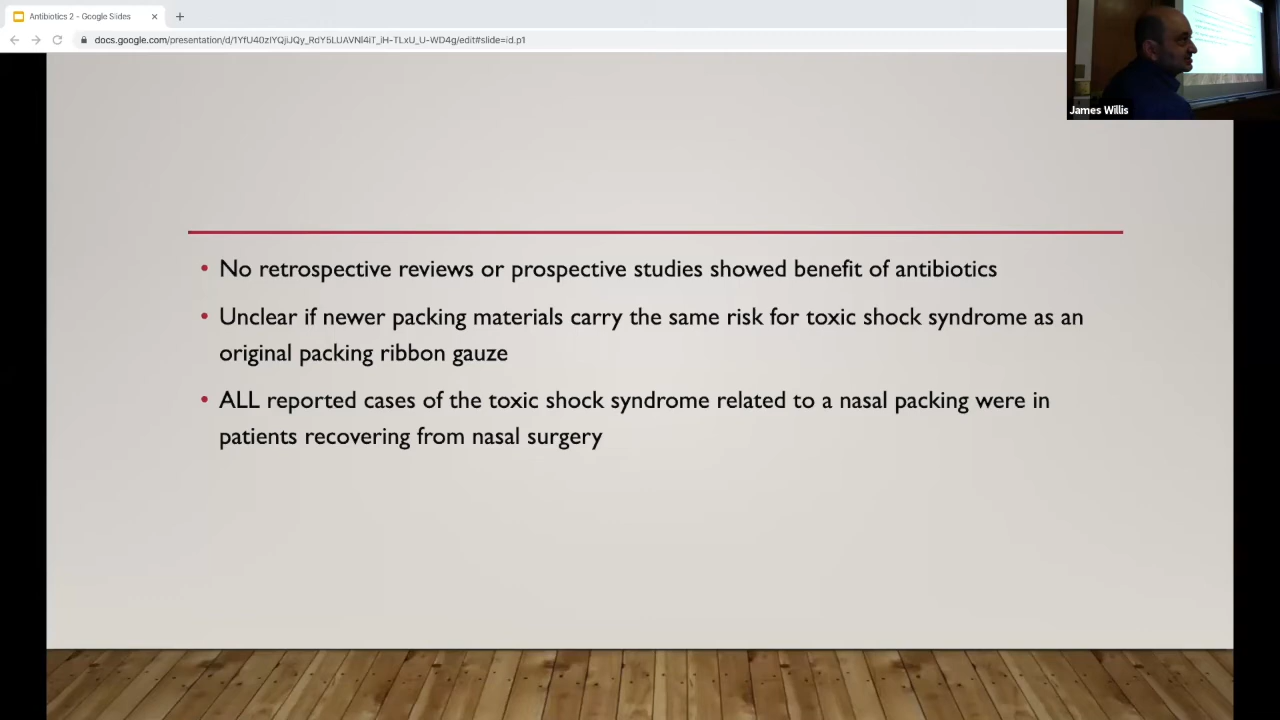 Antibiotics 2 - Google Slides
docs.google.com/presentation/d/1YfU40zIYQjiJQy_RdY5LUAVNl4iT_iH-TLxU_U-WD4g/edit#slide=id.p1
James Willis
• No retrospective reviews or prospective studies showed benefit of antibiotics
• Unclear if newer packing materials carry the same risk for toxic shock syndrome as an
original packing ribbon gauze
• ALL reported cases of the toxic shock syndrome related to a nasal packing were in
patients recovering from nasal surgery